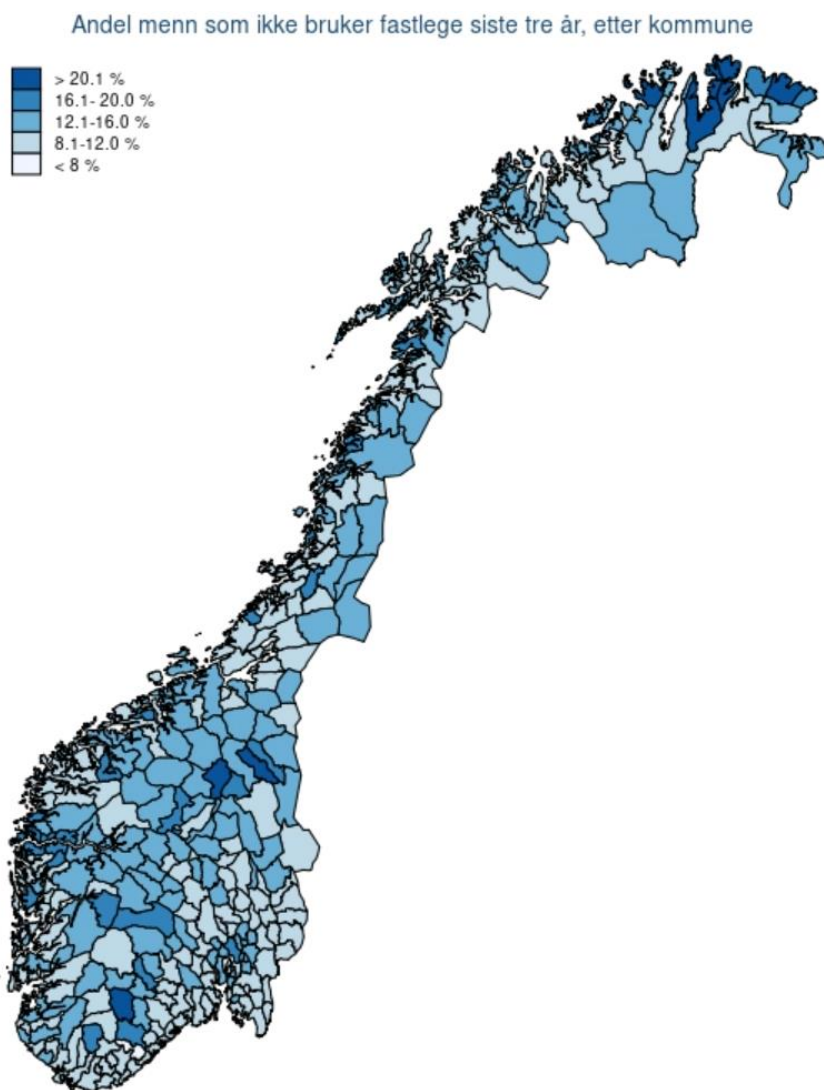 Andel menn som ikke bruker fastlege siste tre år, etter kommune
> 20.1 %
16.1- 20.0 %
12.1-16.0 %
8.1-12.0 %
< 8 %